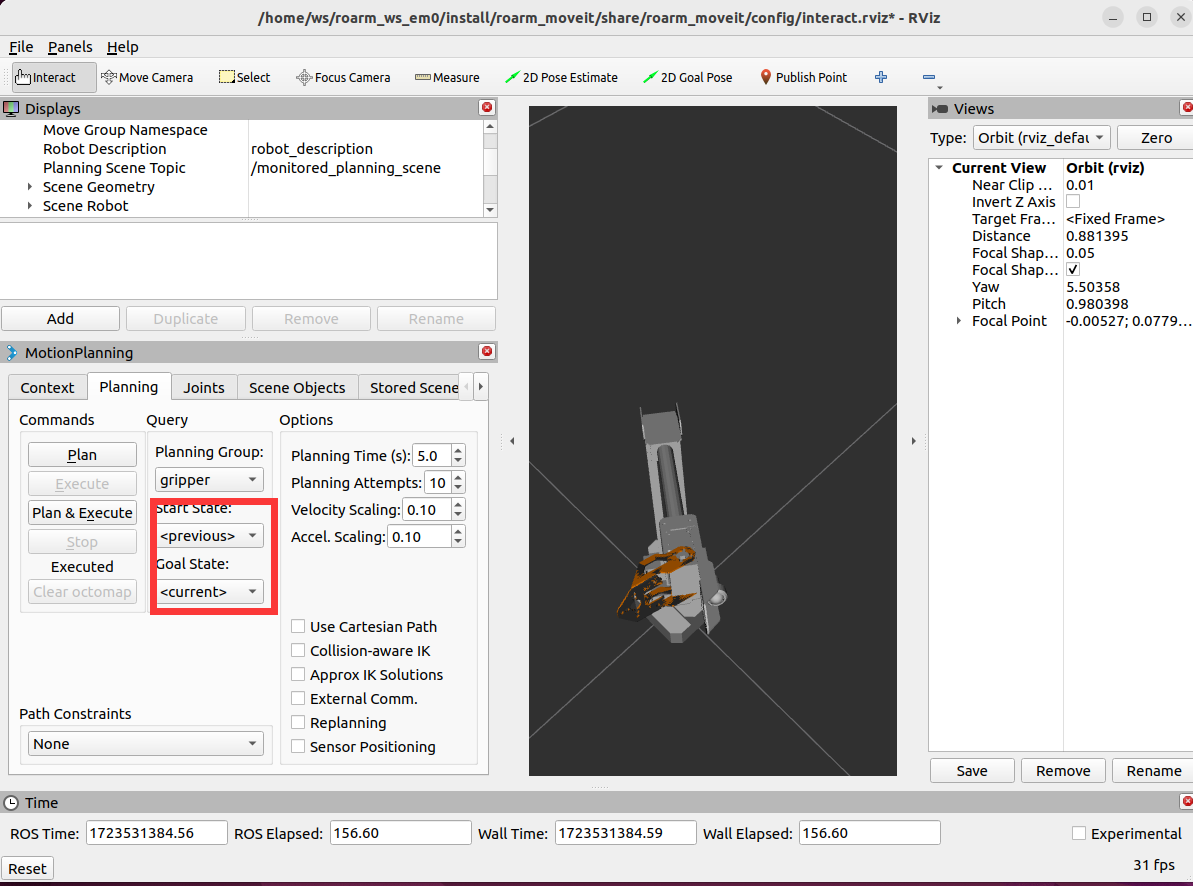 /home/ws/roarm_ws_em0/install/roarm_moveit/share/roarm_moveit/config/interact.rviz* - RViz
File Panels Help
Interact Move Camera Select Focus Camera Measure 2D Pose Estimate 2D Goal Pose Publish Point
Displays
Move Group Namespace
Robot Description robot_description
Planning Scene Topic /monitored_planning_scene
Scene Geometry
Scene Robot
Add Duplicate Remove Rename
MotionPlanning
Context Planning Joints Scene Objects Stored Scene
Commands Query Options
Plan
Execute
Plan & Execute
Stop
Executed
Clear octomap
Planning Group:
gripper
Start State:
<previous>
Goal State:
<current>
Planning Time (s): 5.0
Planning Attempts: 10
Velocity Scaling: 0.10
Accel. Scaling: 0.10
Use Cartesian Path
Collision-aware IK
Approx IK Solutions
External Comm.
Replanning
Sensor Positioning
Path Constraints
None
Views
Type: Orbit (rviz_defau Zero
Current View Orbit (rviz)
Near Clip ... 0.01
Invert Z Axis
Target Fra... <Fixed Frame>
Distance 0.881395
Focal Shap... 0.05
Focal Shap...
Yaw 5.50358
Pitch 0.980398
Focal Point -0.00527; 0.0779...
Save Remove Rename
Time
ROS Time: 1723531384.56 ROS Elapsed: 156.60 Wall Time: 1723531384.59 Wall Elapsed: 156.60 Experimental
Reset 31 fps